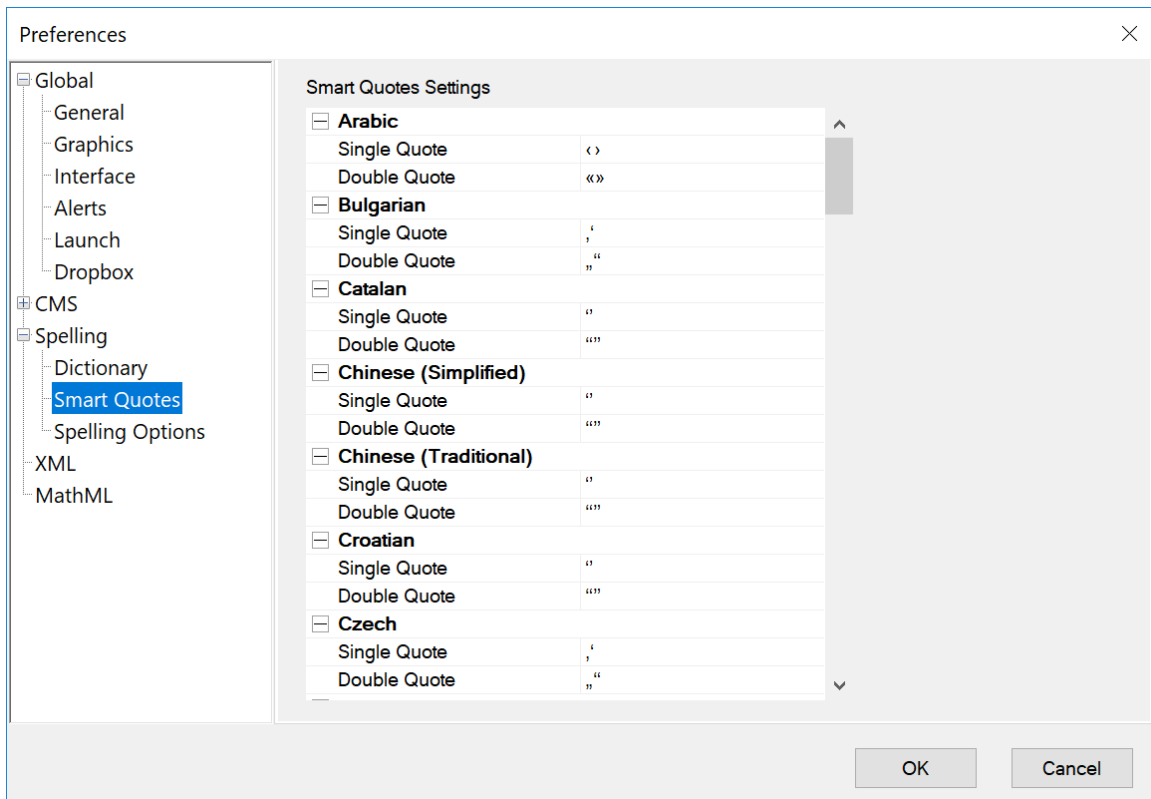 Preferences
Global
General
Graphics
Interface
Alerts
Launch
Dropbox
CMS
Spelling
Dictionary
Smart Quotes
Spelling Options
XML
MathML
Smart Quotes Settings
Arabic
Single Quote ‹›
Double Quote «»
Bulgarian
Single Quote ‚‘
Double Quote „“
Catalan
Single Quote ‘’
Double Quote “”
Chinese (Simplified)
Single Quote ‘’
Double Quote “”
Chinese (Traditional)
Single Quote ‘’
Double Quote “”
Croatian
Single Quote ‘’
Double Quote “”
Czech
Single Quote ‚‘
Double Quote „“
OK
Cancel